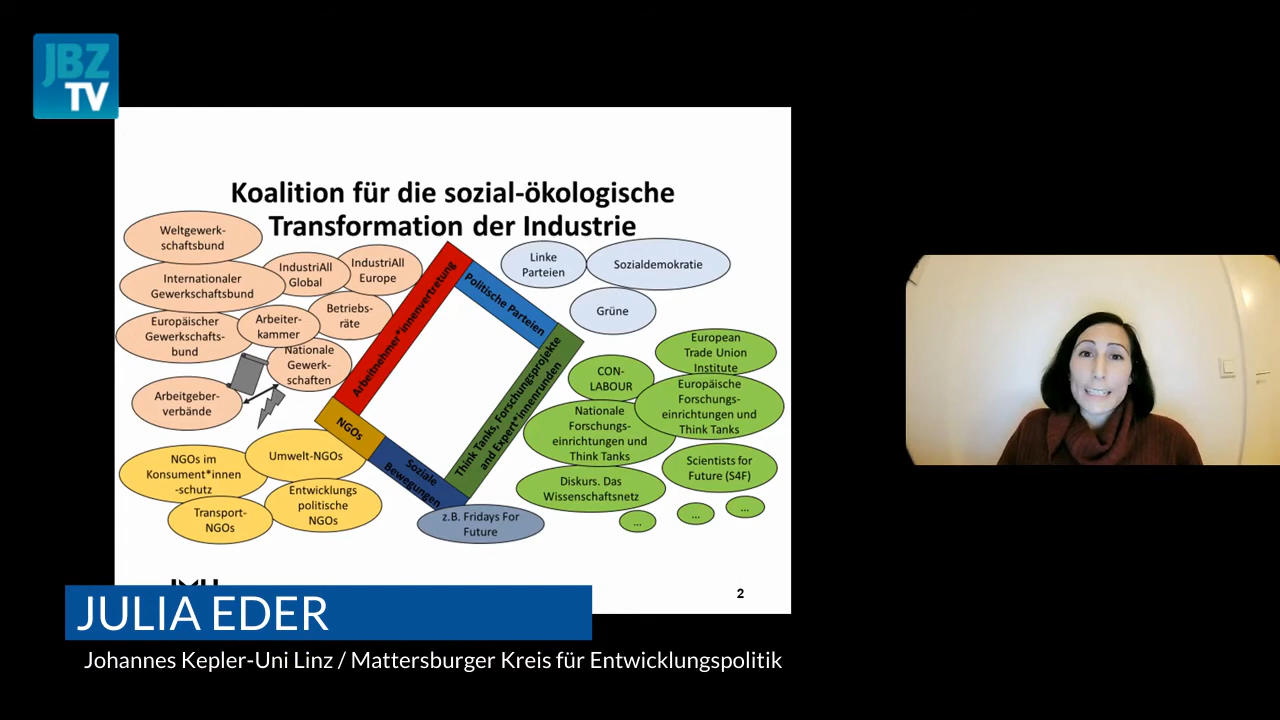 JBZ
TV
Koalition für die sozial-ökologische
Transformation der Industrie
Weltgewerk-
schaftsbund
Internationaler
Gewerkschaftsbund
IndustriAll
Global
IndustriAll
Europe
Europäischer
Gewerkschafts-
bund
Arbeiter-
kammer
Betriebs-
räte
Nationale
Gewerk-
schaften
Arbeitgeber-
verbände
Arbeitnehmer*innenvertretung
Politische Parteien
Linke
Parteien
Sozialdemokratie
Grüne
Think Tanks, Forschungsprojekte
and Expert*innenrunden
European
Trade Union
Institute
CON-
LABOUR
Europäische
Forschungs-
einrichtungen und
Think Tanks
Nationale
Forschungs-
einrichtungen und
Think Tanks
Scientists for
Future (S4F)
Diskurs. Das
Wissenschaftsnetz
...
...
...
NGOs
Soziale
Bewegungen
NGOs im
Konsument*innen
-schutz
Umwelt-NGOs
Transport-
NGOs
Entwicklungs
politische
NGOs
z.B. Fridays For
Future
2
JULIA EDER
Johannes Kepler-Uni Linz / Mattersburger Kreis für Entwicklungspolitik